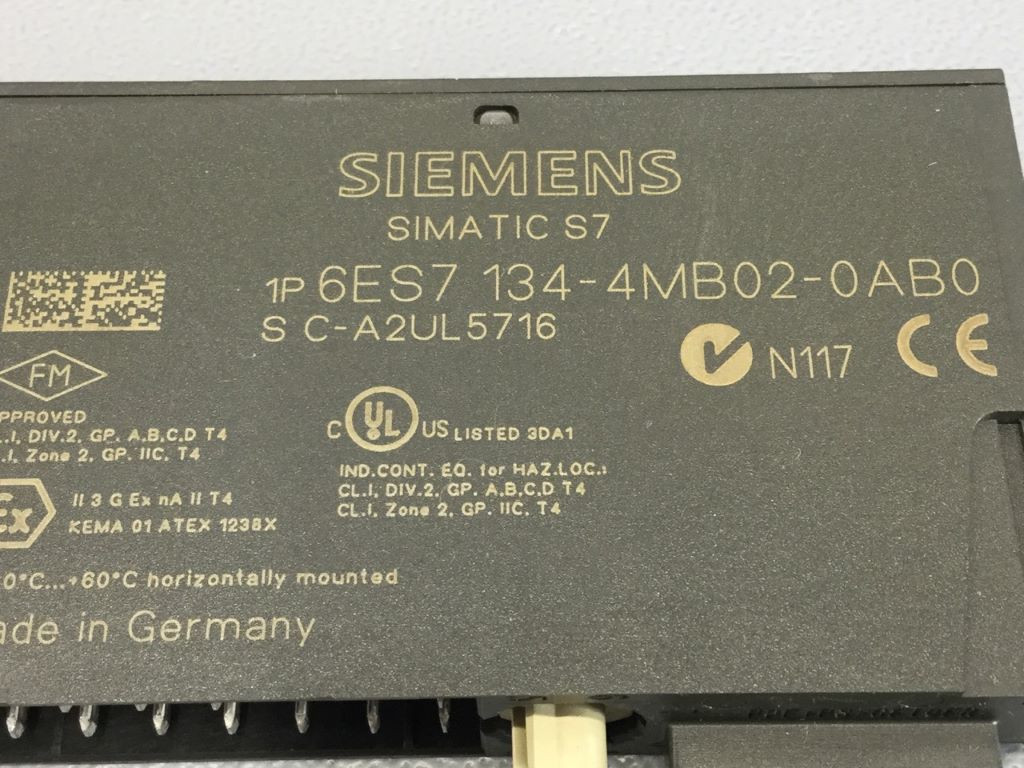 SIEMENS
SIMATIC S7
1P 6ES7 134-4MB02-0AB0
S C-A2UL5716
N117
CE
FM
PPROVED
L.I, DIV.2, GP. A,B,C,D T4
.I, Zone 2, GP. IIC, T4
C UL US LISTED 3DA1
IND.CONT. EQ. for HAZ.LOC.:
CL.I, DIV.2, GP. A,B,C,D T4
CL.I, Zone 2, GP. IIC, T4
Ex
II 3 G Ex nA II T4
KEMA 01 ATEX 1238X
0°C...+60°C horizontally mounted
ade in Germany